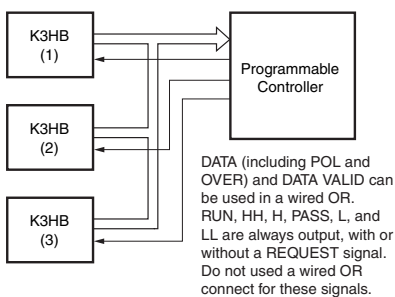 K3HB
(1)
Programmable
Controller
K3HB
(2)
K3HB
(3)
DATA (including POL and
OVER) and DATA VALID can
be used in a wired OR.
RUN, HH, H, PASS, L, and
LL are always output, with or
without a REQUEST signal.
Do not used a wired OR
connect for these signals.